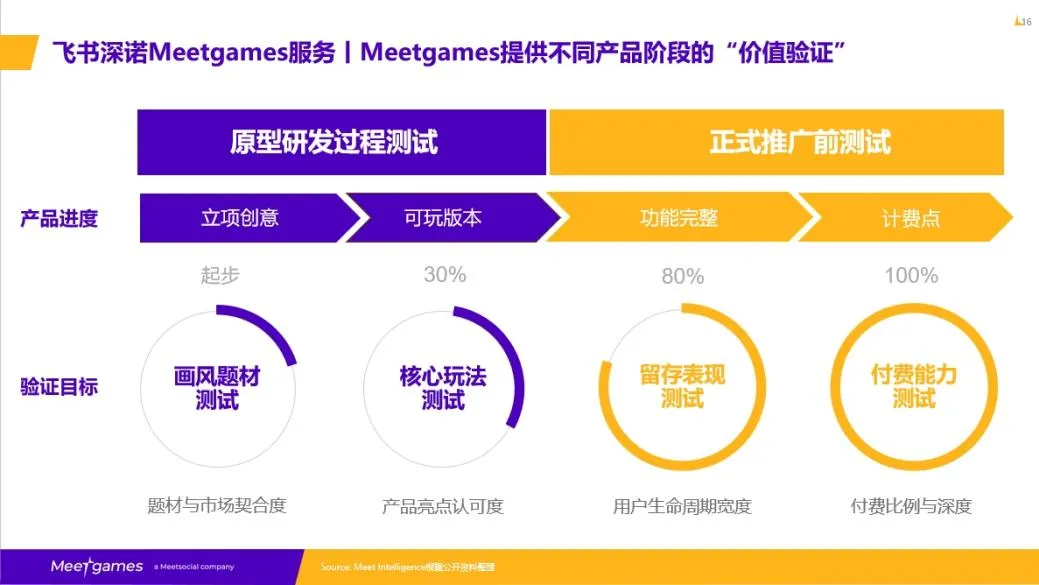 16
飞书深诺Meetgames服务丨Meetgames提供不同产品阶段的“价值验证”
原型研发过程测试
正式推广前测试
产品进度
立项创意
可玩版本
功能完整
计费点
起步
30%
80%
100%
验证目标
画风题材
测试
核心玩法
测试
留存表现
测试
付费能力
测试
题材与市场契合度
产品亮点认可度
用户生命周期宽度
付费比例与深度
Meetgames
a Meetsocial company
Source: Meet Intelligence根据公开资料整理